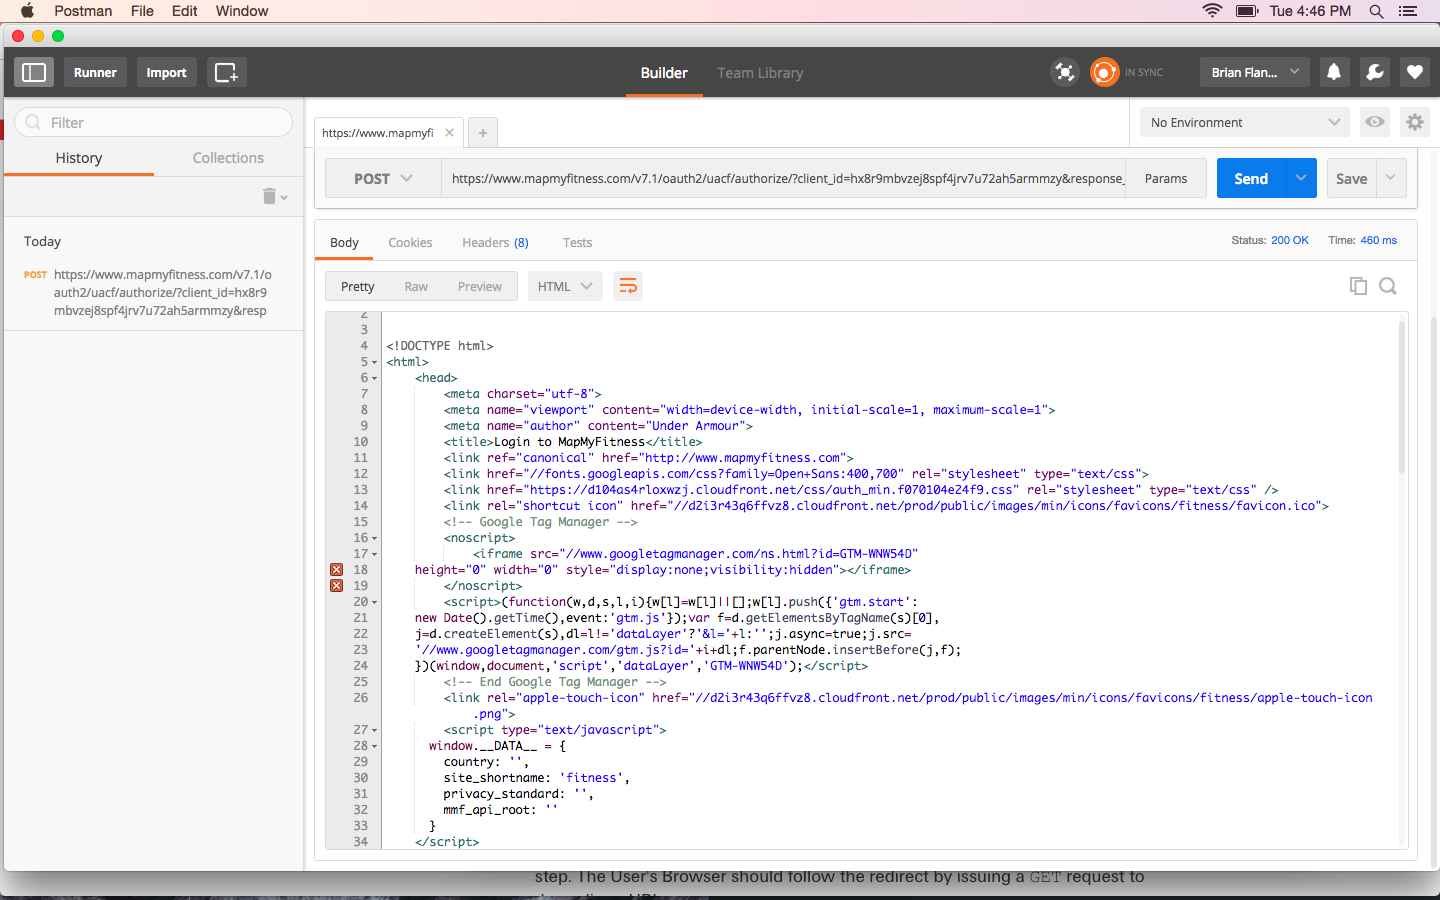 Postman File Edit Window Tue 4:46 PM
Runner Import Builder Team Library IN SYNC Brian Flan...
Filter
History Collections
Today
POST https://www.mapmyfitness.com/v7.1/o
auth2/uacf/authorize/?client_id=hx8r9
mbvzej8spf4jrv7u72ah5armmzy&resp
https://www.mapmyfi × + No Environment
POST https://www.mapmyfitness.com/v7.1/oauth2/uacf/authorize/?client_id=hx8r9mbvzej8spf4jrv7u72ah5armmzy&response_ Params Send Save
Body Cookies Headers (8) Tests Status: 200 OK Time: 460 ms
Pretty Raw Preview HTML
2
3
4 <!DOCTYPE html>
5 <html>
6 <head>
7 <meta charset="utf-8">
8 <meta name="viewport" content="width=device-width, initial-scale=1, maximum-scale=1">
9 <meta name="author" content="Under Armour">
10 <title>Login to MapMyFitness</title>
11 <link ref="canonical" href="http://www.mapmyfitness.com">
12 <link href="//fonts.googleapis.com/css?family=Open+Sans:400,700" rel="stylesheet" type="text/css">
13 <link href="https://d104as4rloxwzj.cloudfront.net/css/auth_min.f070104e24f9.css" rel="stylesheet" type="text/css" />
14 <link rel="shortcut icon" href="//d2i3r43q6ffvz8.cloudfront.net/prod/public/images/min/icons/favicons/fitness/favicon.ico">
15 <!-- Google Tag Manager -->
16 <noscript>
17 <iframe src="//www.googletagmanager.com/ns.html?id=GTM-WNW54D"
18 height="0" width="0" style="display:none;visibility:hidden"></iframe>
19 </noscript>
20 <script>(function(w,d,s,l,i){w[l]=w[l]||[];w[l].push({'gtm.start':
21 new Date().getTime(),event:'gtm.js'});var f=d.getElementsByTagName(s)[0],
22 j=d.createElement(s),dl=l!='dataLayer'?'&l='+l:'';j.async=true;j.src=
23 '//www.googletagmanager.com/gtm.js?id='+i+dl;f.parentNode.insertBefore(j,f);
24 })(window,document,'script','dataLayer','GTM-WNW54D');</script>
25 <!-- End Google Tag Manager -->
26 <link rel="apple-touch-icon" href="//d2i3r43q6ffvz8.cloudfront.net/prod/public/images/min/icons/favicons/fitness/apple-touch-icon
.png">
27 <script type="text/javascript">
28 window.__DATA__ = {
29 country: '',
30 site_shortname: 'fitness',
31 privacy_standard: '',
32 mmf_api_root: ''
33 }
34 </script>
step. The User's Browser should follow the redirect by issuing a GET request to